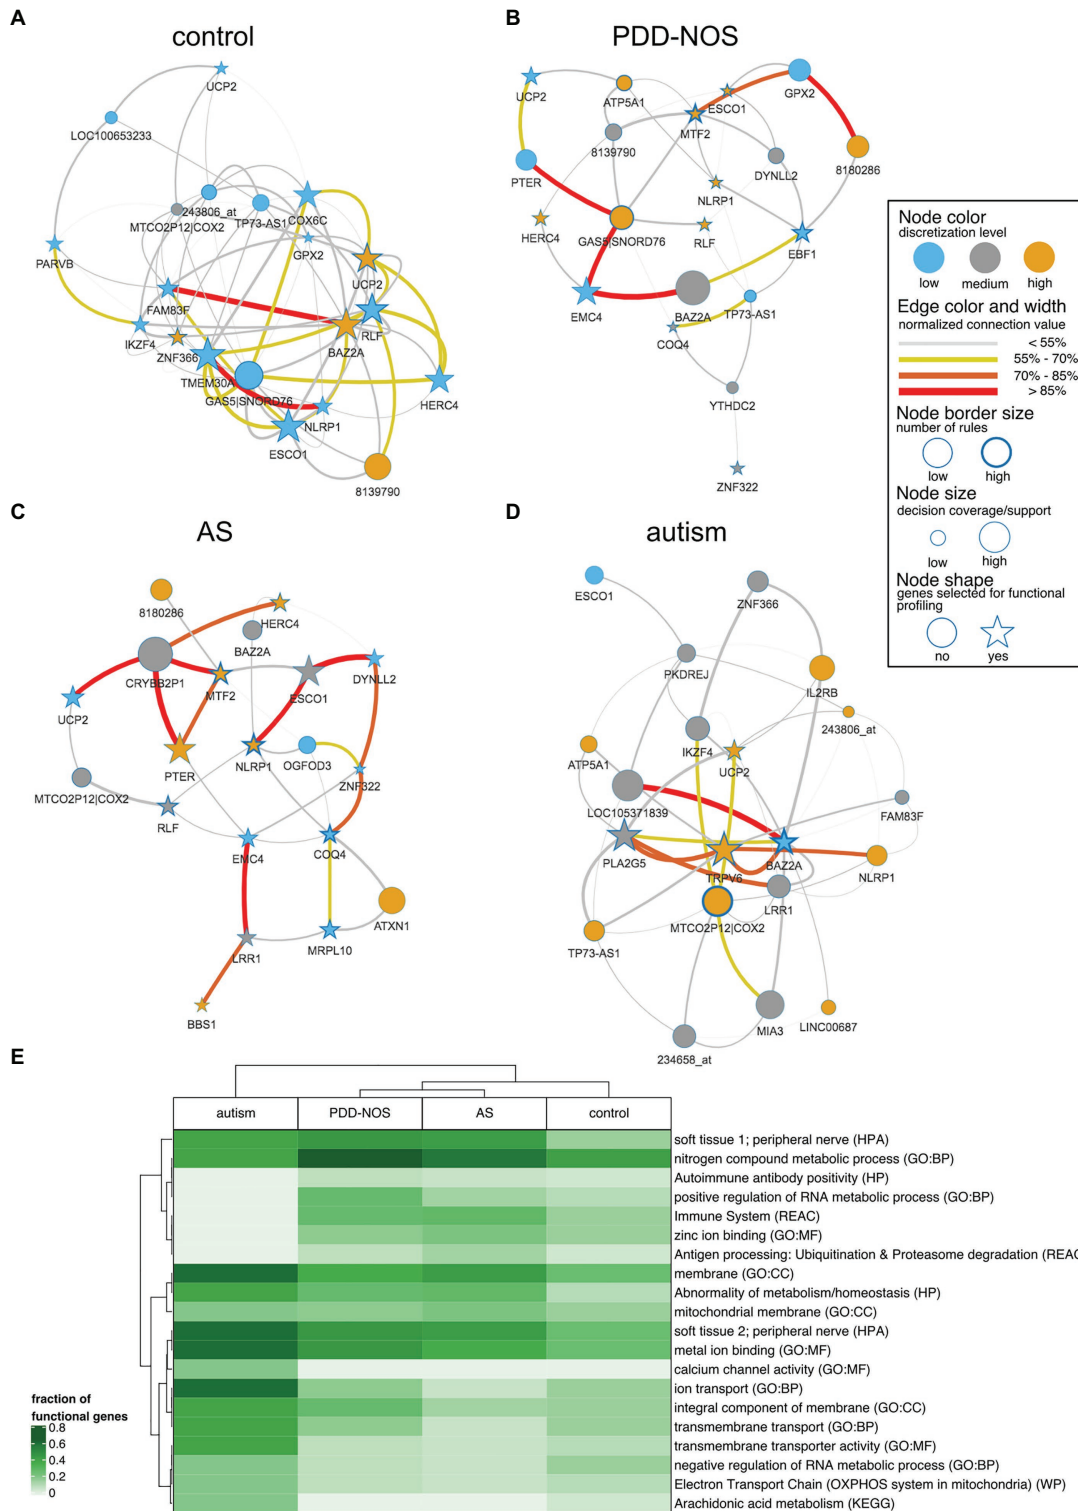 A
control
UCP2
LOC100653233
243806_at
MTCO2P12|COX2
TP73-AS1
COX6C
GPX2
PARVB
UCP2
FAM83F
RLF
IKZF4
BAZ2A
ZNF366
TMEM30A
GAS5|SNORD76
HERC4
NLRP1
ESCO1
8139790
B
PDD-NOS
UCP2
ATP5A1
ESCO1
GPX2
MTF2
8139790
8180286
DYNLL2
PTER
NLRP1
HERC4
GAS5|SNORD76
RLF
EBF1
EMC4
BAZ2A
TP73-AS1
COQ4
YTHDC2
ZNF322
Node color
discretization level
low
medium
high
Edge color and width
normalized connection value
< 55%
55% - 70%
70% - 85%
> 85%
Node border size
number of rules
low
high
Node size
decision coverage/support
low
high
Node shape
genes selected for functional
profiling
no
yes
C
AS
8180286
HERC4
BAZ2A
CRYBB2P1
MTF2
ESCO1
DYNLL2
UCP2
PTER
NLRP1
OGFOD3
ZNF322
MTCO2P12|COX2
RLF
EMC4
COQ4
ATXN1
LRR1
MRPL10
BBS1
D
autism
ESCO1
ZNF366
PKDREJ
IL2RB
243806_at
IKZF4
ATP5A1
UCP2
LOC105371839
FAM83F
PLA2G5
TRPV6
BAZ2A
NLRP1
LRR1
MTCO2P12|COX2
TP73-AS1
MIA3
LINC00687
234658_at
E
autism
PDD-NOS
AS
control
soft tissue 1; peripheral nerve (HPA)
nitrogen compound metabolic process (GO:BP)
Autoimmune antibody positivity (HP)
positive regulation of RNA metabolic process (GO:BP)
Immune System (REAC)
zinc ion binding (GO:MF)
Antigen processing: Ubiquitination & Proteasome degradation (REAC
membrane (GO:CC)
Abnormality of metabolism/homeostasis (HP)
mitochondrial membrane (GO:CC)
soft tissue 2; peripheral nerve (HPA)
metal ion binding (GO:MF)
calcium channel activity (GO:MF)
ion transport (GO:BP)
integral component of membrane (GO:CC)
transmembrane transport (GO:BP)
transmembrane transporter activity (GO:MF)
negative regulation of RNA metabolic process (GO:BP)
Electron Transport Chain (OXPHOS system in mitochondria) (WP)
Arachidonic acid metabolism (KEGG)
fraction of
functional genes
0.8
0.6
0.4
0.2
0